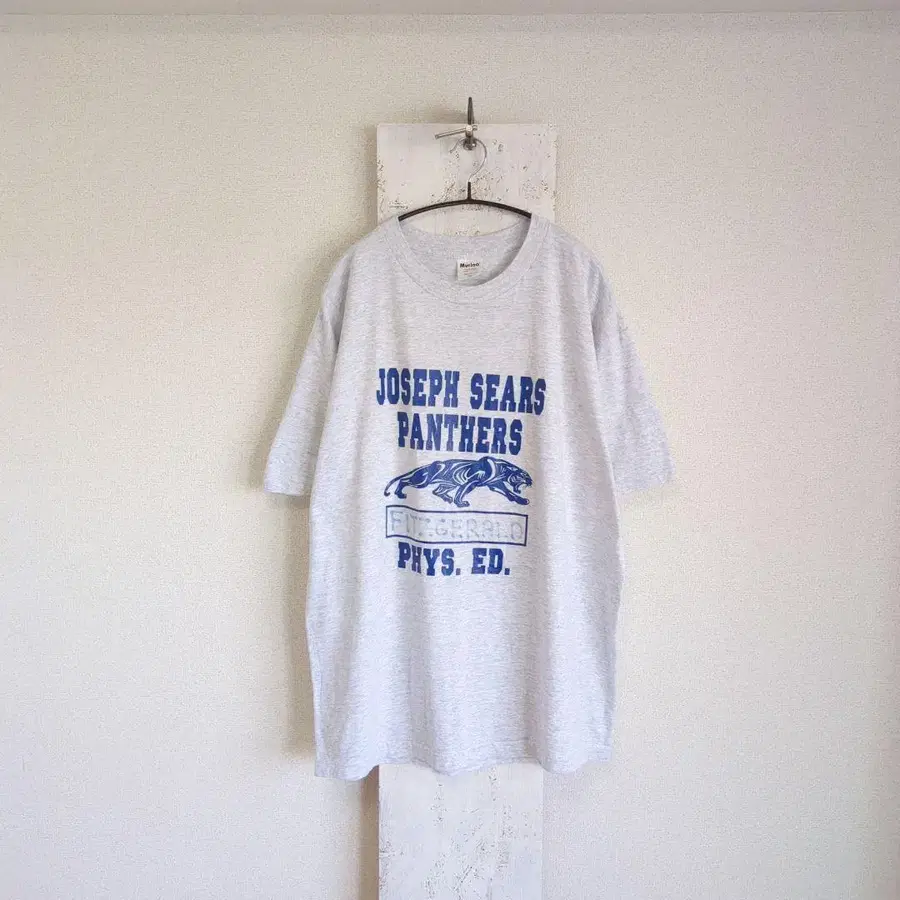 JOSEPH SEARS
PANTHERS
FITZGERALD
PHYS. ED.